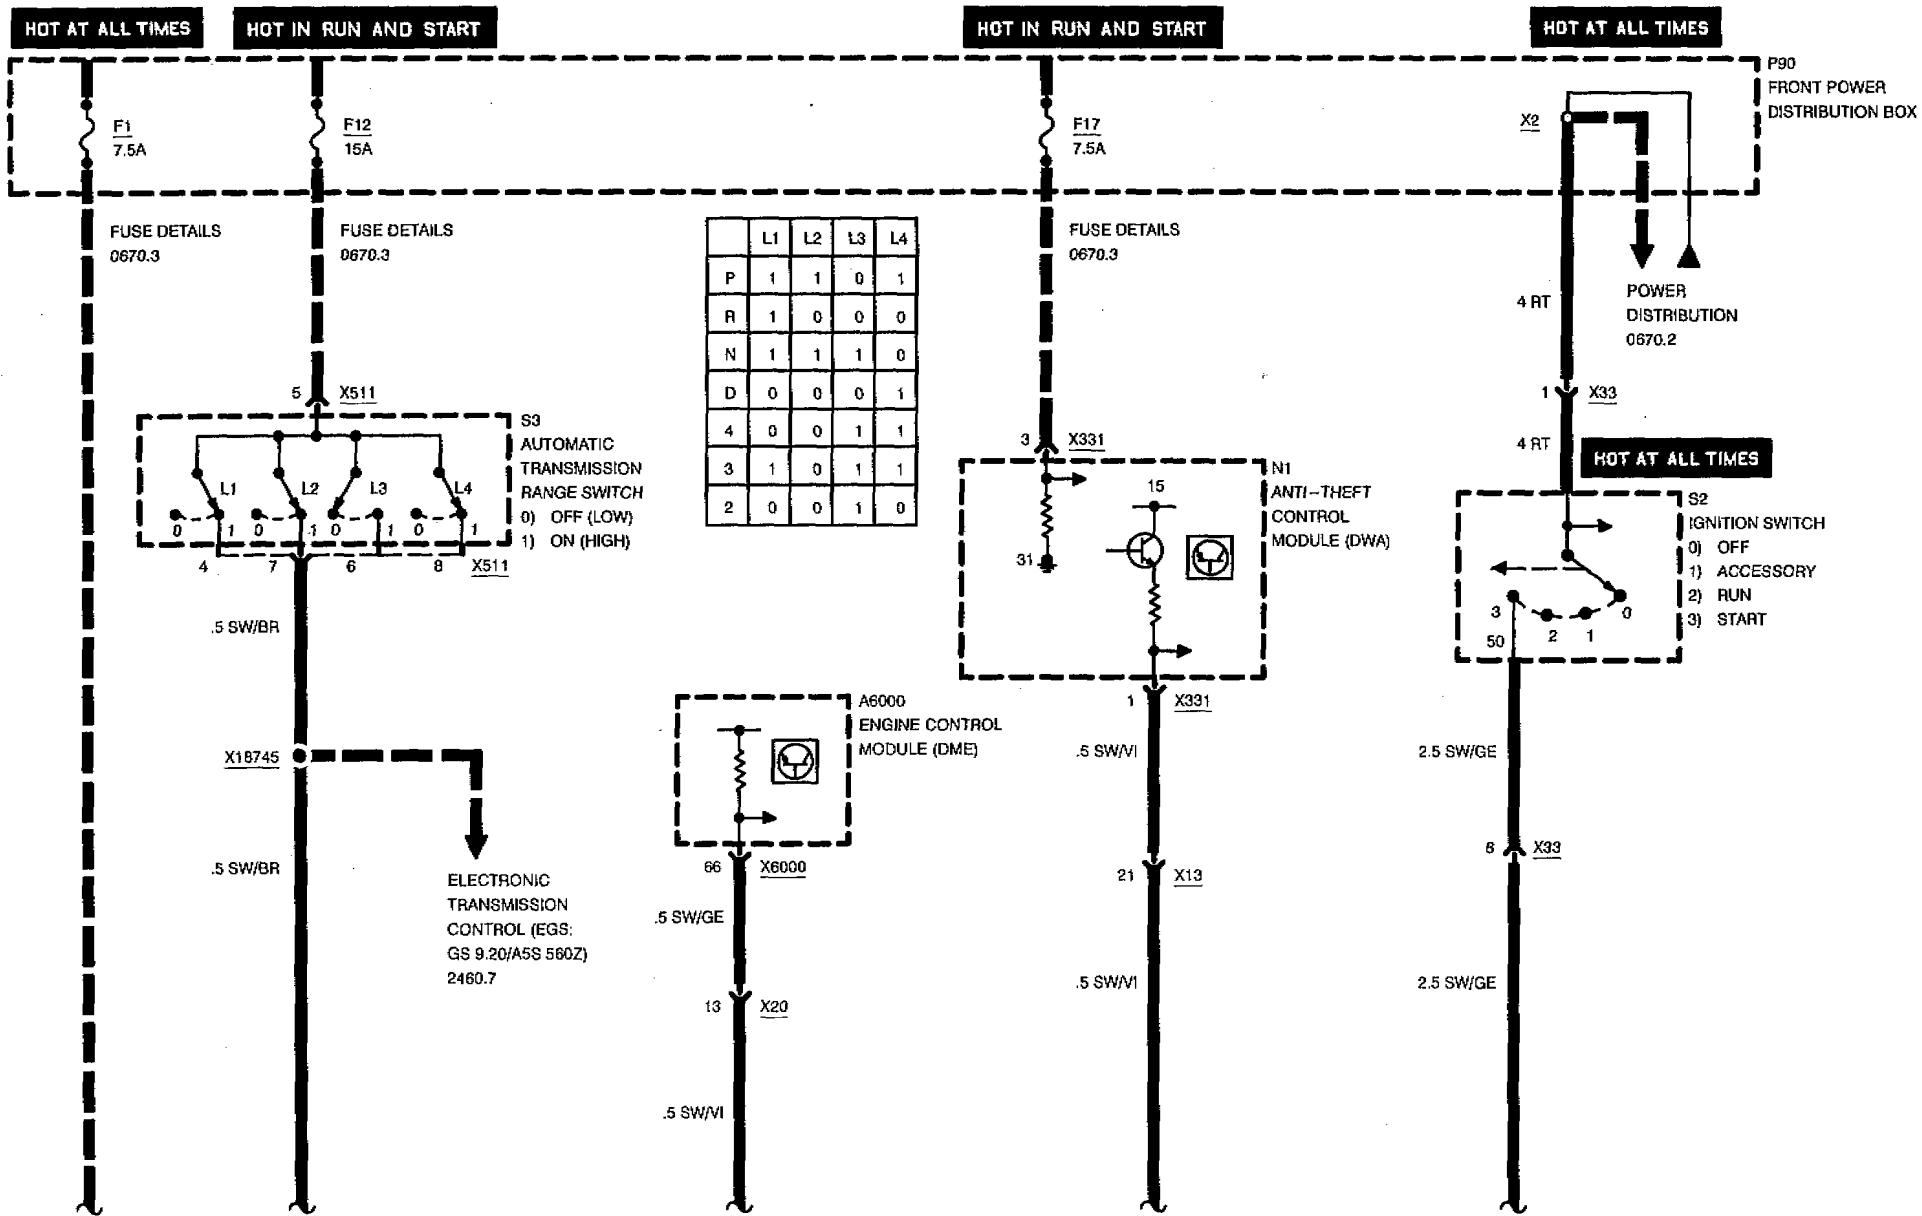 HOT AT ALL TIMES
HOT IN RUN AND START
HOT IN RUN AND START
HOT AT ALL TIMES
P90
FRONT POWER
DISTRIBUTION BOX
F1
7.5A
F12
15A
F17
7.5A
X2
FUSE DETAILS
0670.3
FUSE DETAILS
0670.3
FUSE DETAILS
0670.3
L1 L2 L3 L4
P 1 1 0 1
R 1 0 0 0
N 1 1 1 0
D 0 0 0 1
4 0 0 1 1
3 1 0 1 1
2 0 0 1 0
4 RT
POWER
DISTRIBUTION
0670.2
5 X511
1 X33
S3
AUTOMATIC
TRANSMISSION
RANGE SWITCH
0) OFF (LOW)
1) ON (HIGH)
L1 L2 L3 L4
0 1 0 1 0 1 0 1
4 7 6 8 X511
3 X331
4 RT
HOT AT ALL TIMES
N1
ANTI-THEFT
CONTROL
MODULE (DWA)
15
31
S2
IGNITION SWITCH
0) OFF
1) ACCESSORY
2) RUN
3) START
3 2 1 0
50
.5 SW/BR
A6000
ENGINE CONTROL
MODULE (DME)
1 X331
X18745
.5 SW/VI
2.5 SW/GE
.5 SW/BR
ELECTRONIC
TRANSMISSION
CONTROL (EGS:
GS 9.20/A5S 560Z)
2460.7
66 X6000
21 X13
6 X33
.5 SW/GE
.5 SW/VI
2.5 SW/GE
13 X20
.5 SW/VI